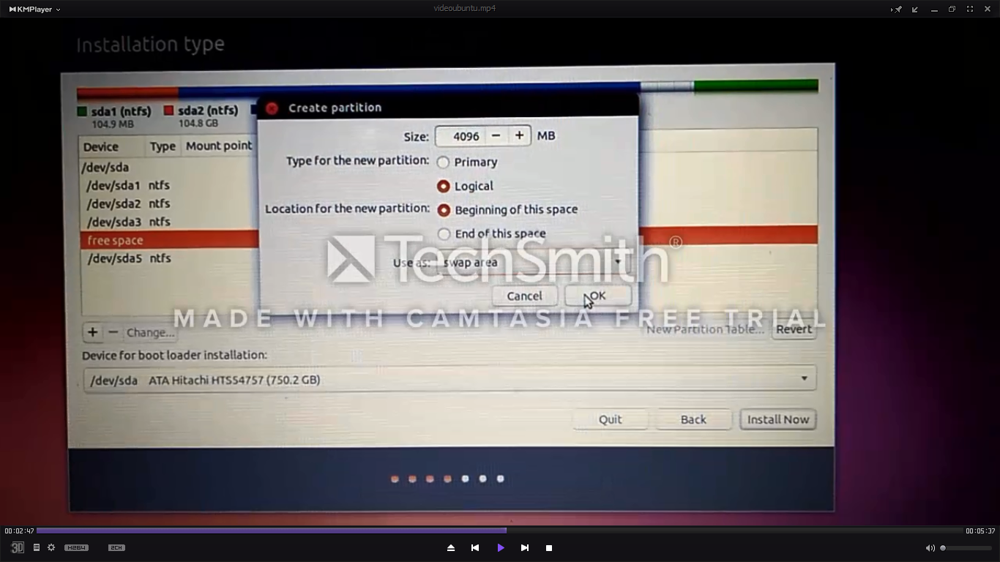 KMPlayer
videoubuntu.mp4
Installation type
sda1 (ntfs)
104.9 MB
sda2 (ntfs)
104.8 GB
Create partition
Size: 4096 − + MB
Type for the new partition: Primary
Logical
Location for the new partition: Beginning of this space
End of this space
Use as: swap area
Cancel OK
Device Type Mount point
/dev/sda
/dev/sda1 ntfs
/dev/sda2 ntfs
/dev/sda3 ntfs
free space
/dev/sda5 ntfs
TechSmith®
MADE WITH CAMTASIA FREE TRIAL
+ − Change...
New Partition Table... Revert
Device for boot loader installation:
/dev/sda ATA Hitachi HTS54757 (750.2 GB)
Quit Back Install Now
00:02:47
00:05:37
3D H264 2CH